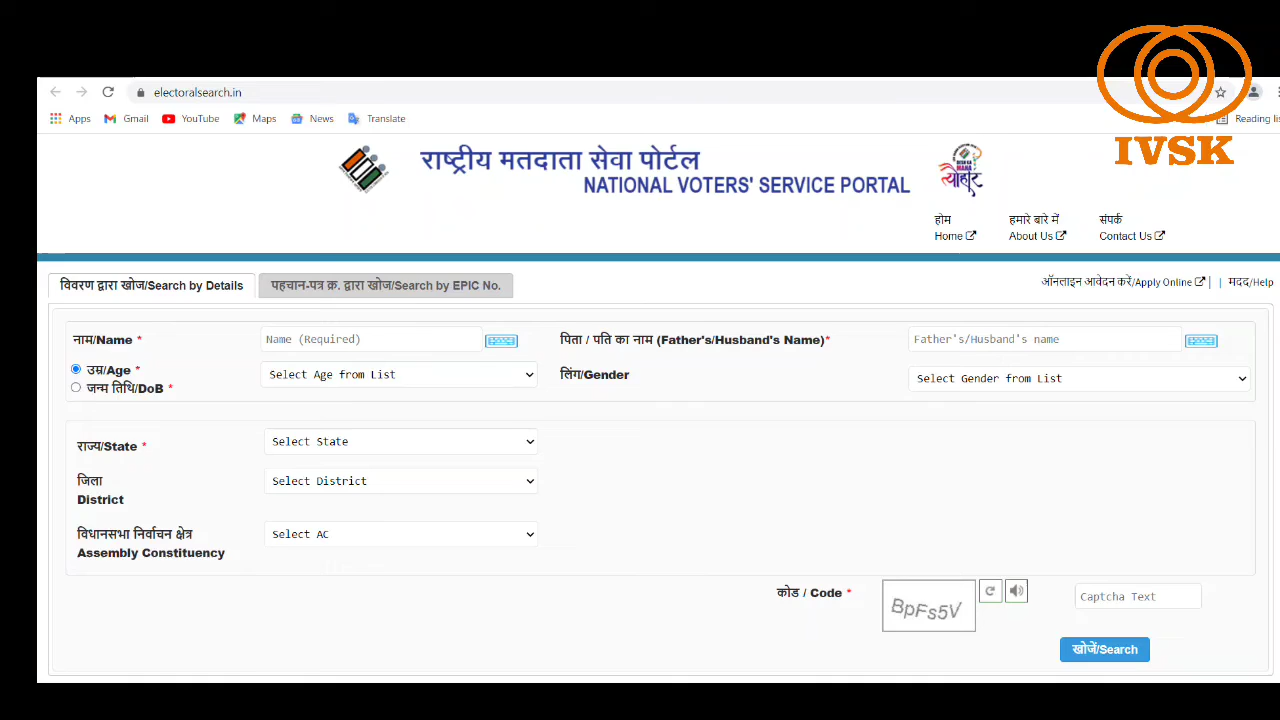 IVSK
electoralsearch.in
Apps Gmail YouTube Maps News Translate Reading lis
राष्ट्रीय मतदाता सेवा पोर्टल
NATIONAL VOTERS' SERVICE PORTAL
होम हमारे बारे में संपर्क
Home About Us Contact Us
विवरण द्वारा खोज/Search by Details पहचान-पत्र क्र. द्वारा खोज/Search by EPIC No. ऑनलाइन आवेदन करें/Apply Online | | मदद/Help
नाम/Name * Name (Required) पिता / पति का नाम (Father's/Husband's Name)* Father's/Husband's name
उम्र/Age * Select Age from List लिंग/Gender Select Gender from List
जन्म तिथि/DoB *
राज्य/State * Select State
जिला Select District
District
विधानसभा निर्वाचन क्षेत्र Select AC
Assembly Constituency
कोड / Code * BpFs5V Captcha Text
खोजें/Search